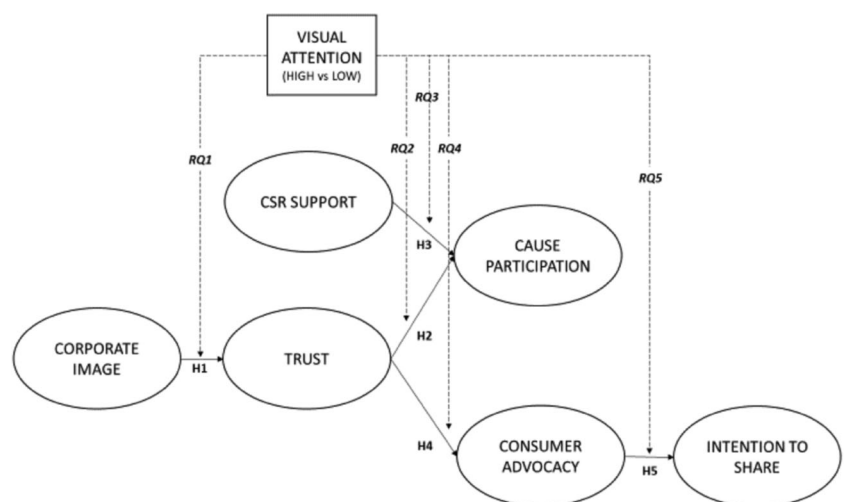 VISUAL
ATTENTION
(HIGH vs LOW)
RQ3
RQ1
RQ2
RQ4
RQ5
CSR SUPPORT
H3
CAUSE
PARTICIPATION
H2
CORPORATE
IMAGE
H1
TRUST
H4
CONSUMER
ADVOCACY
H5
INTENTION TO
SHARE